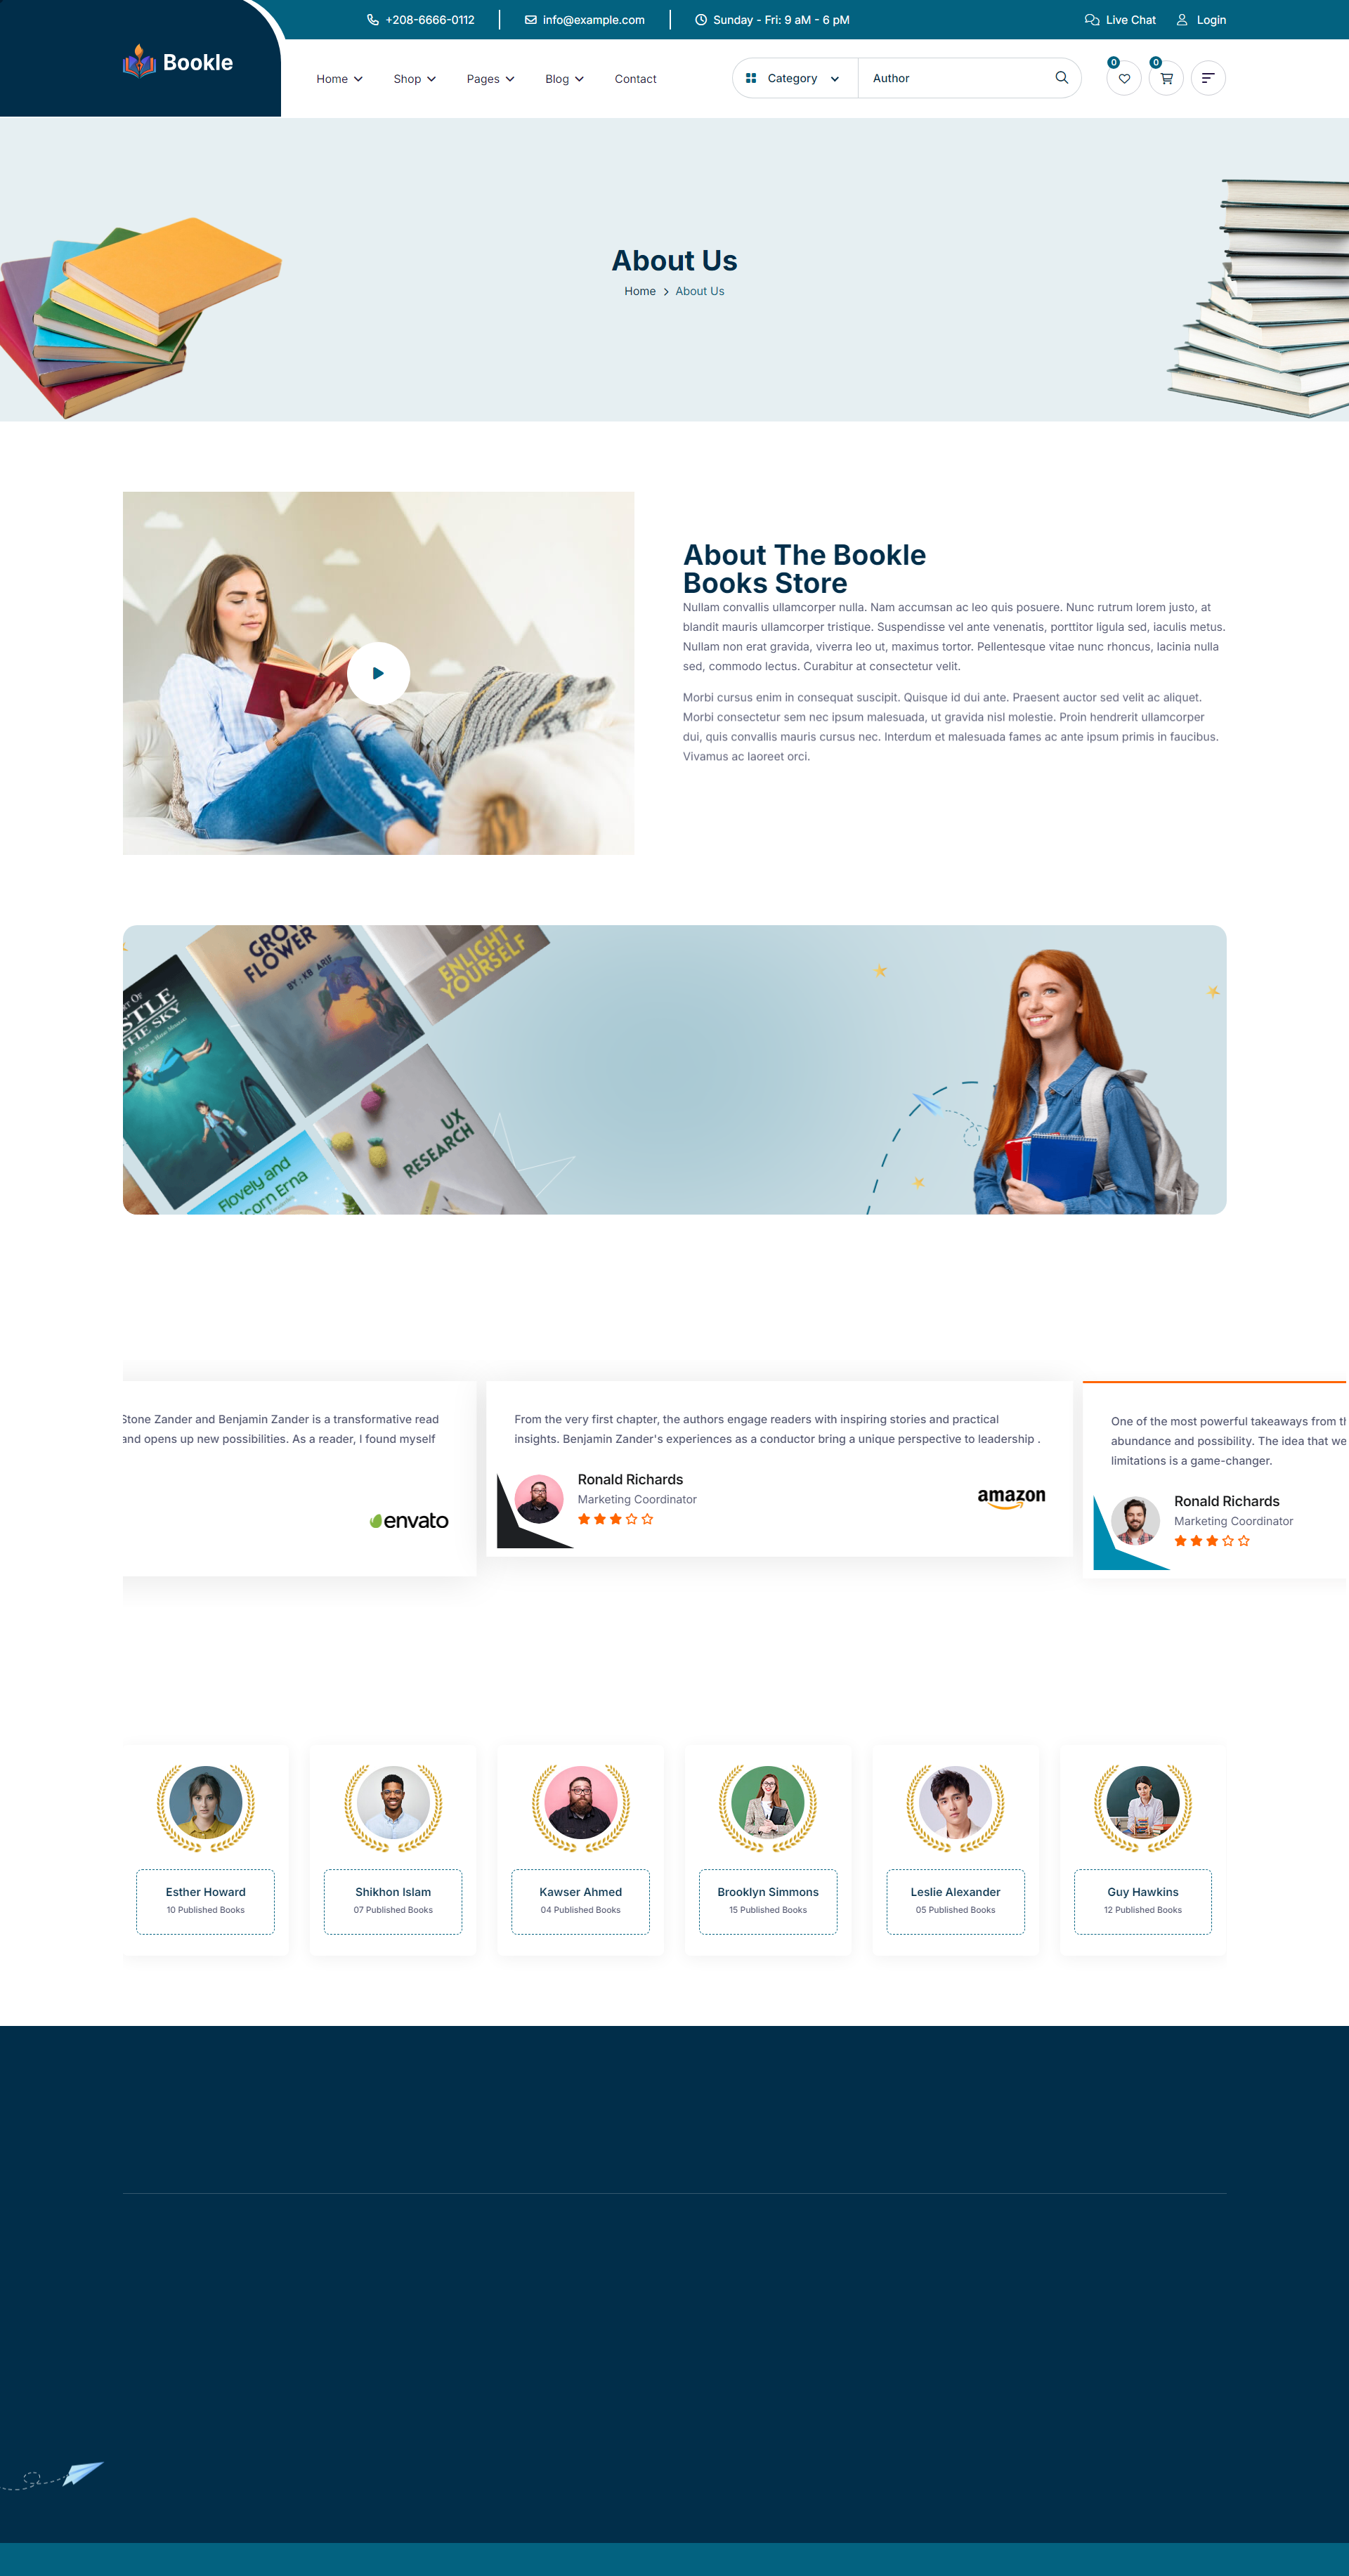 +208-6666-0112
info@example.com
Sunday - Fri: 9 aM - 6 pM
Live Chat
Login
Bookle
Home
Shop
Pages
Blog
Contact
Category
Author
0
0
About Us
Home
About Us
About The Bookle
Books Store
Nullam convallis ullamcorper nulla. Nam accumsan ac leo quis posuere. Nunc rutrum lorem justo, at
blandit mauris ullamcorper tristique. Suspendisse vel ante venenatis, porttitor ligula sed, iaculis metus.
Nullam non erat gravida, viverra leo ut, maximus tortor. Pellentesque vitae nunc rhoncus, lacinia nulla
sed, commodo lectus. Curabitur at consectetur velit.
Morbi cursus enim in consequat suscipit. Quisque id dui ante. Praesent auctor sed velit ac aliquet.
Morbi consectetur sem nec ipsum malesuada, ut gravida nisl molestie. Proin hendrerit ullamcorper
dui, quis convallis mauris cursus nec. Interdum et malesuada fames ac ante ipsum primis in faucibus.
Vivamus ac laoreet orci.
FLOWER
BY: KB ARIF
ENLIGHT
YOURSELF
THE SKY
UX
RESEARCH
Flovely and
Erna
Stone Zander and Benjamin Zander is a transformative read
and opens up new possibilities. As a reader, I found myself
envato
From the very first chapter, the authors engage readers with inspiring stories and practical
insights. Benjamin Zander's experiences as a conductor bring a unique perspective to leadership .
Ronald Richards
Marketing Coordinator
amazon
One of the most powerful takeaways from
abundance and possibility. The idea that we
limitations is a game-changer.
Ronald Richards
Marketing Coordinator
Esther Howard
10 Published Books
Shikhon Islam
07 Published Books
Kawser Ahmed
04 Published Books
Brooklyn Simmons
15 Published Books
Leslie Alexander
05 Published Books
Guy Hawkins
12 Published Books